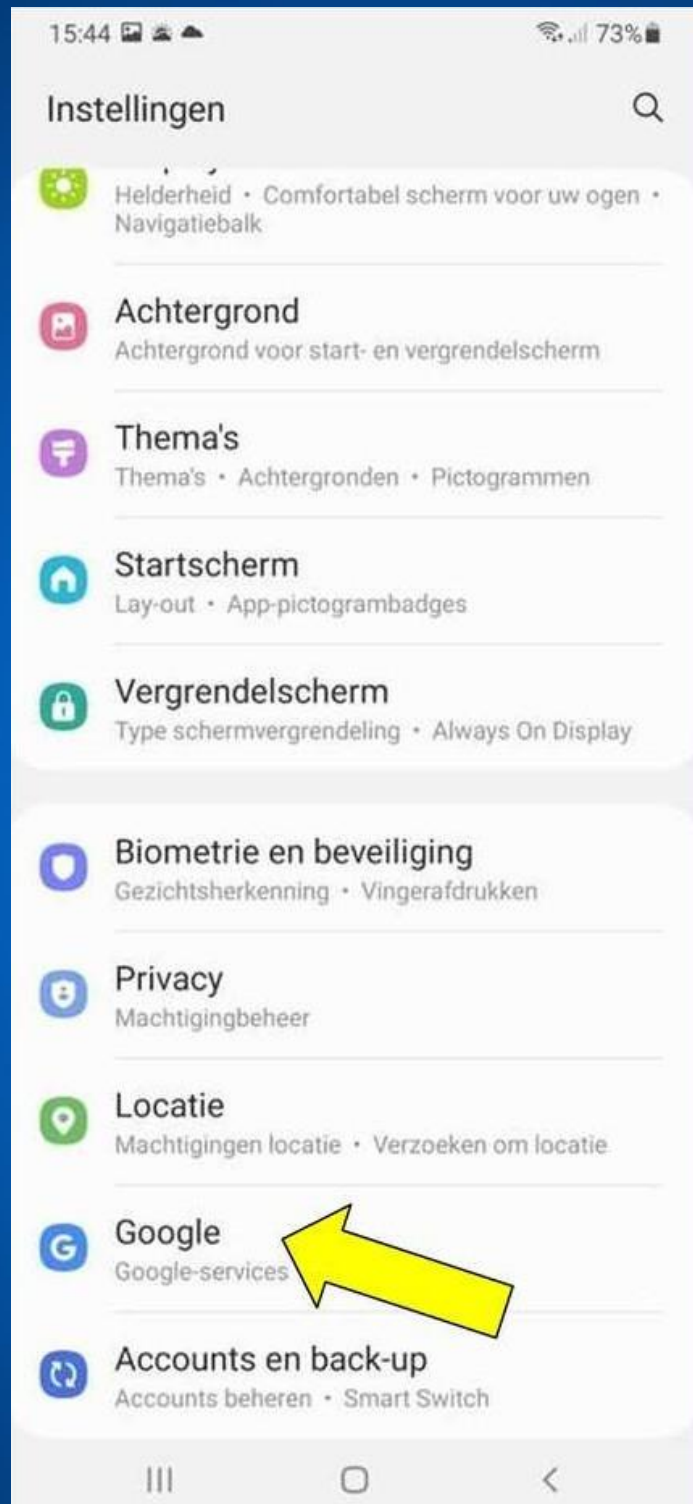 15:44
73%
Instellingen
Helderheid • Comfortabel scherm voor uw ogen •
Navigatiebalk
Achtergrond
Achtergrond voor start- en vergrendelscherm
Thema's
Thema's • Achtergronden • Pictogrammen
Startscherm
Lay-out • App-pictogrambadges
Vergrendelscherm
Type schermvergrendeling • Always On Display
Biometrie en beveiliging
Gezichtsherkenning • Vingerafdrukken
Privacy
Machtigingbeheer
Locatie
Machtigingen locatie • Verzoeken om locatie
Google
Google-services
Accounts en back-up
Accounts beheren • Smart Switch